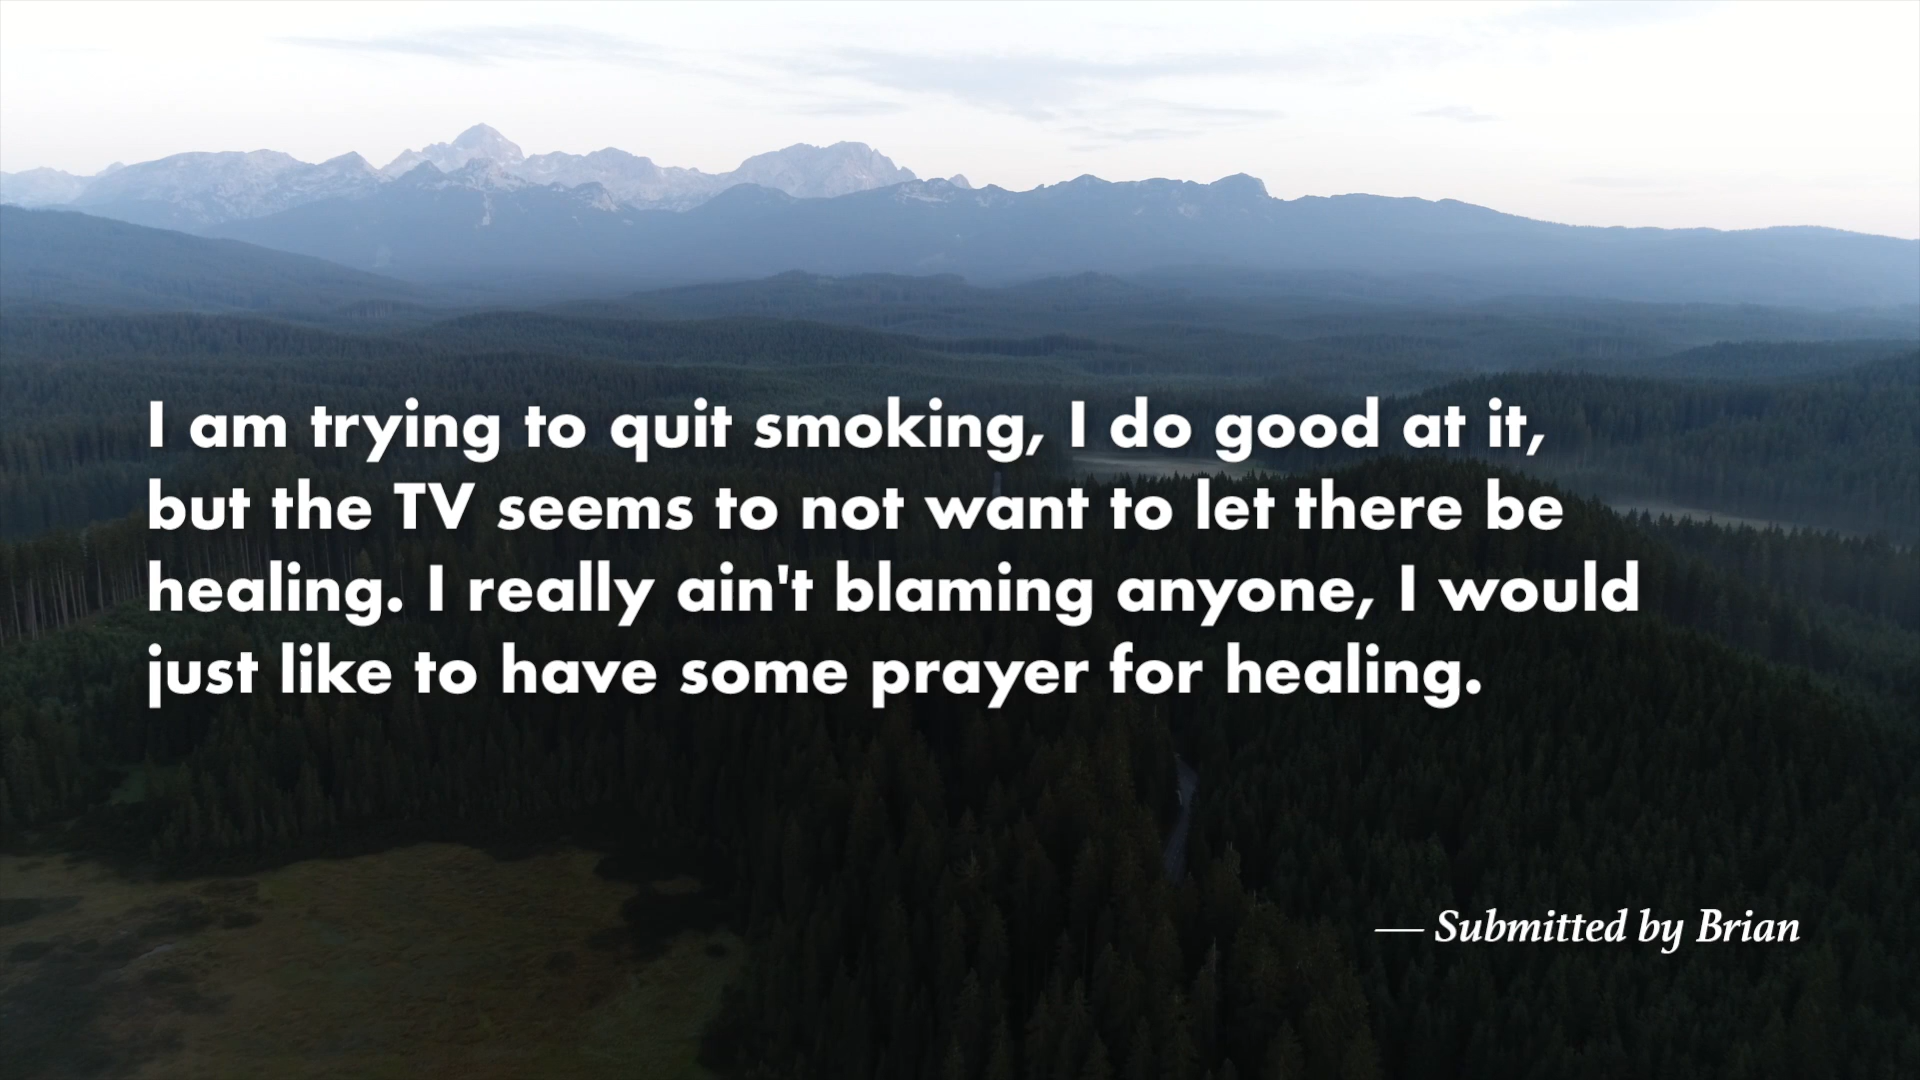 I am trying to quit smoking, I do good at it,
but the TV seems to not want to let there be
healing. I really ain't blaming anyone, I would
just like to have some prayer for healing.
— Submitted by Brian